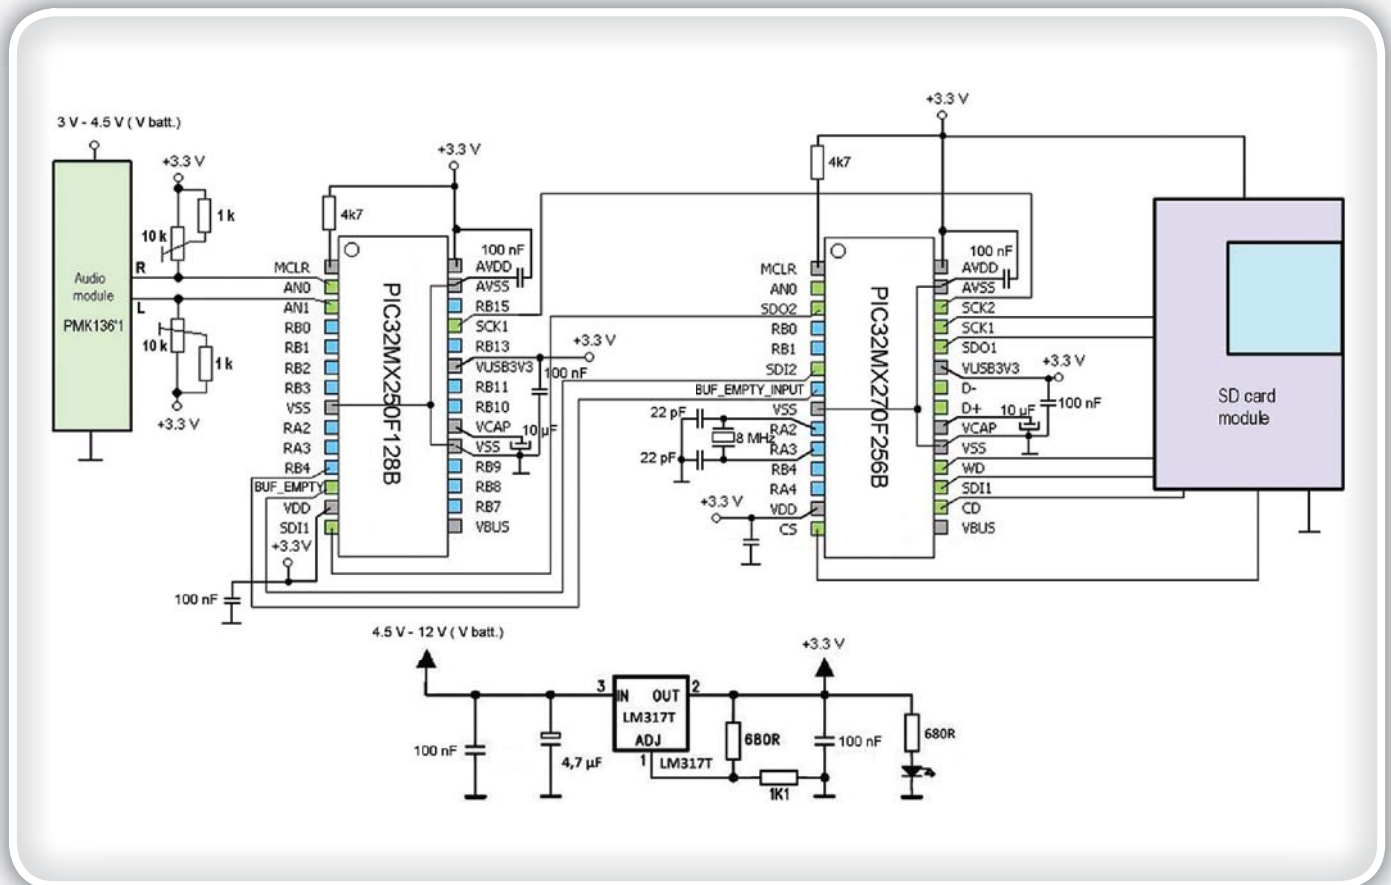 3 V - 4.5 V ( V batt.)
+3.3 V
1 k
10 k
R
L
10 k
1 k
+3.3 V
Audio
module
PMK136'1
+3.3 V
4k7
100 nF
MCLR
AN0
AN1
RB0
RB1
RB2
RB3
VSS
RA2
RA3
RB4
BUF_EMPTY
VDD
SDI1
PIC32MX250F128B
AVDD
AVSS
RB15
SCK1
RB13
VUSB3V3
RB11
RB10
VCAP
VSS
RB9
RB8
RB7
VBUS
+3.3 V
100 nF
10 µF
+3.3V
100 nF
+3.3 V
4k7
100 nF
MCLR
AN0
SDO2
RB0
RB1
SDI2
BUF_EMPTY_INPUT
VSS
RA2
RA3
RB4
RA4
VDD
CS
22 pF
8 MHz
22 pF
+3.3 V
PIC32MX270F256B
AVDD
AVSS
SCK2
SCK1
SDO1
VUSB3V3
D-
D+
VCAP
VSS
WD
SDI1
CD
VBUS
+3.3 V
100 nF
10 µF
SD card
module
4.5 V - 12 V ( V batt.)
+3.3 V
3
IN
OUT
2
LM317T
ADJ
1
LM317T
100 nF
4,7 µF
680R
1K1
100 nF
680R